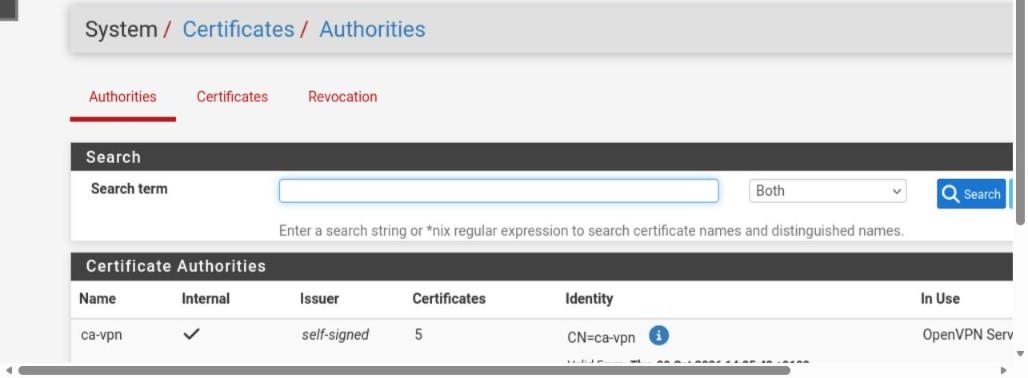 System / Certificates / Authorities
Authorities Certificates Revocation
Search
Search term Both Search
Enter a search string or *nix regular expression to search certificate names and distinguished names.
Certificate Authorities
Name Internal Issuer Certificates Identity In Use
ca-vpn self-signed 5 CN=ca-vpn OpenVPN Serv